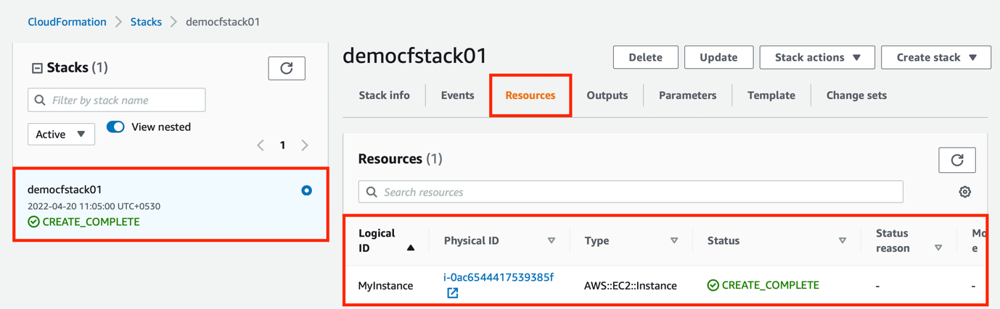 CloudFormation Stacks democfstack01
Stacks (1)
Filter by stack name
Active
View nested
1
democfstack01
2022-04-20 11:05:00 UTC+0530
CREATE_COMPLETE
democfstack01
Delete Update Stack actions Create stack
Stack info Events Resources Outputs Parameters Template Change sets
Resources (1)
Search resources
Logical ID Physical ID Type Status Status reason Mo e
MyInstance i-0ac6544417539385f AWS::EC2::Instance CREATE_COMPLETE - -